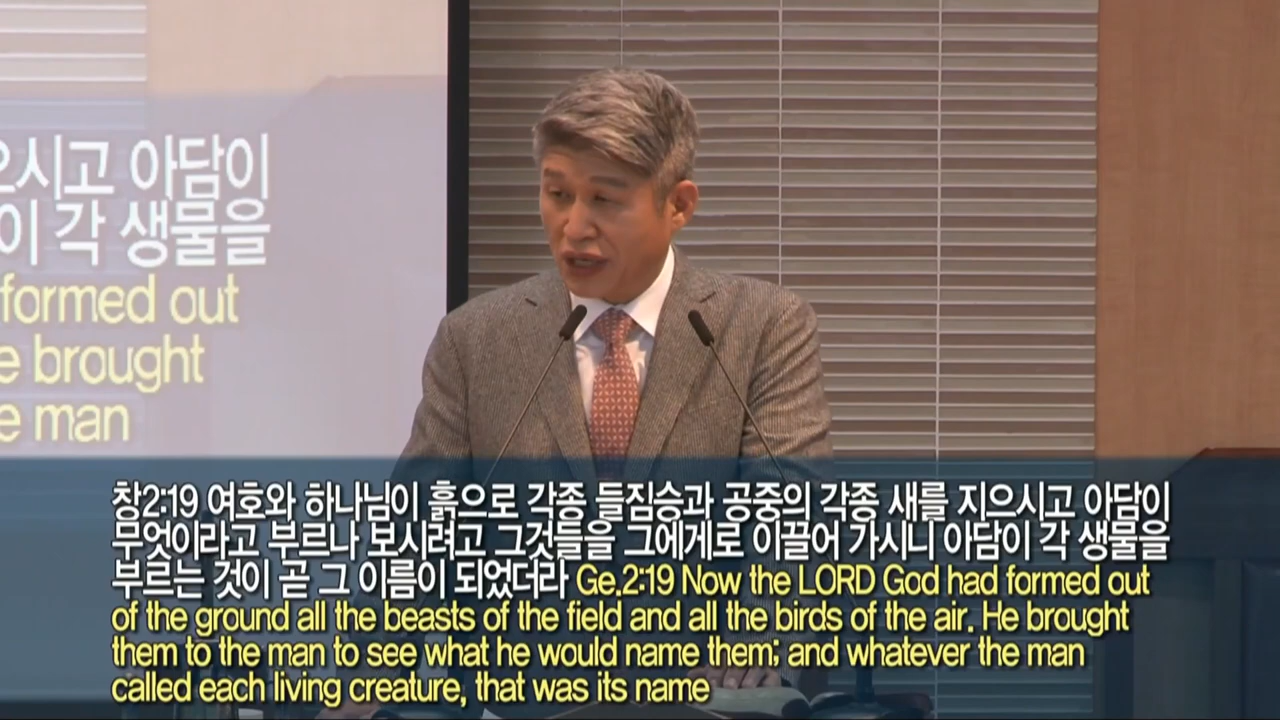 으시고 아담이
이 각 생물을
formed out
e brought
e man
창2:19 여호와 하나님이 흙으로 각종 들짐승과 공중의 각종 새를 지으시고 아담이
무엇이라고 부르나 보시려고 그것들을 그에게로 이끌어 가시니 아담이 각 생물을
부르는 것이 곧 그 이름이 되었더라 Ge.2:19 Now the LORD God had formed out
of the ground all the beasts of the field and all the birds of the air. He brought
them to the man to see what he would name them; and whatever the man
called each living creature, that was its name